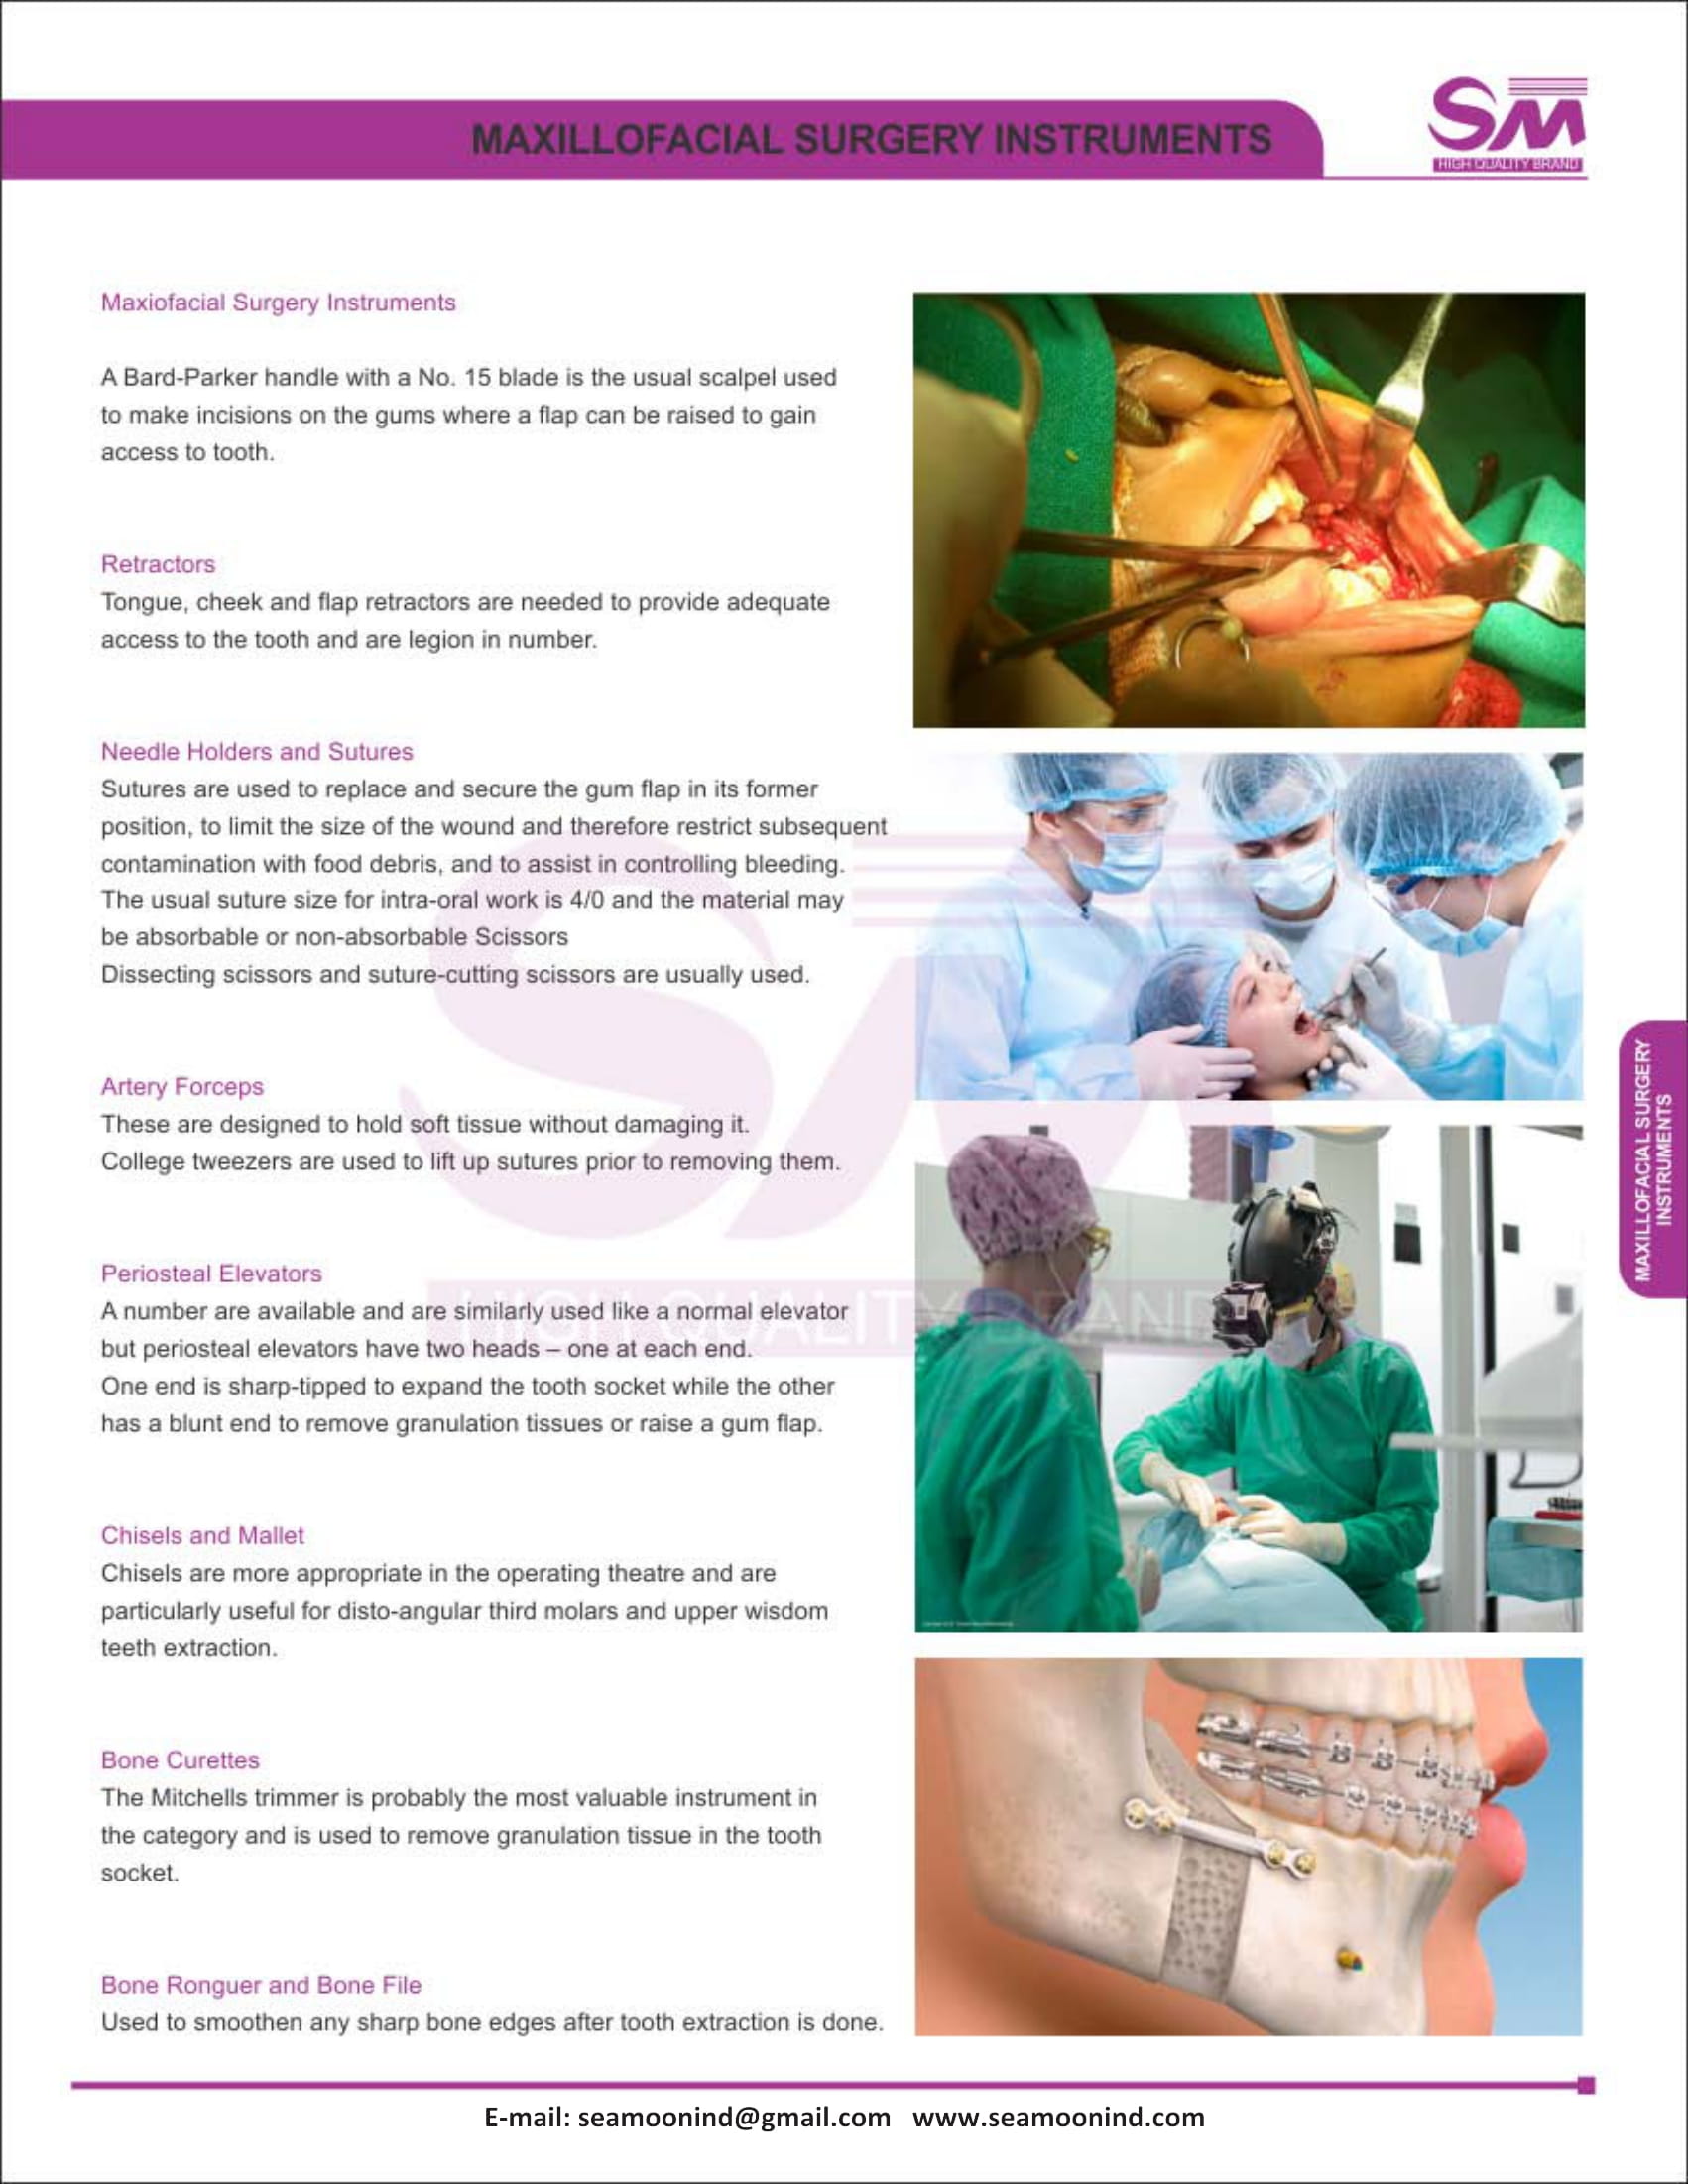 MAXILLOFACIAL SURGERY INSTRUMENTS
SM
HIGH QUALITY BRAND
Maxiofacial Surgery Instruments
A Bard-Parker handle with a No. 15 blade is the usual scalpel used
to make incisions on the gums where a flap can be raised to gain
access to tooth.
Retractors
Tongue, cheek and flap retractors are needed to provide adequate
access to the tooth and are legion in number.
Needle Holders and Sutures
Sutures are used to replace and secure the gum flap in its former
position, to limit the size of the wound and therefore restrict subsequent
contamination with food debris, and to assist in controlling bleeding.
The usual suture size for intra-oral work is 4/0 and the material may
be absorbable or non-absorbable Scissors
Dissecting scissors and suture-cutting scissors are usually used.
Artery Forceps
These are designed to hold soft tissue without damaging it.
College tweezers are used to lift up sutures prior to removing them.
Periosteal Elevators
A number are available and are similarly used like a normal elevator
but periosteal elevators have two heads – one at each end.
One end is sharp-tipped to expand the tooth socket while the other
has a blunt end to remove granulation tissues or raise a gum flap.
Chisels and Mallet
Chisels are more appropriate in the operating theatre and are
particularly useful for disto-angular third molars and upper wisdom
teeth extraction.
Bone Curettes
The Mitchells trimmer is probably the most valuable instrument in
the category and is used to remove granulation tissue in the tooth
socket.
Bone Ronguer and Bone File
Used to smoothen any sharp bone edges after tooth extraction is done.
SM
HIGH QUALITY BRAND
MAXILLOFACIAL SURGERY
INSTRUMENTS
E-mail: seamoonind@gmail.com www.seamoonind.com